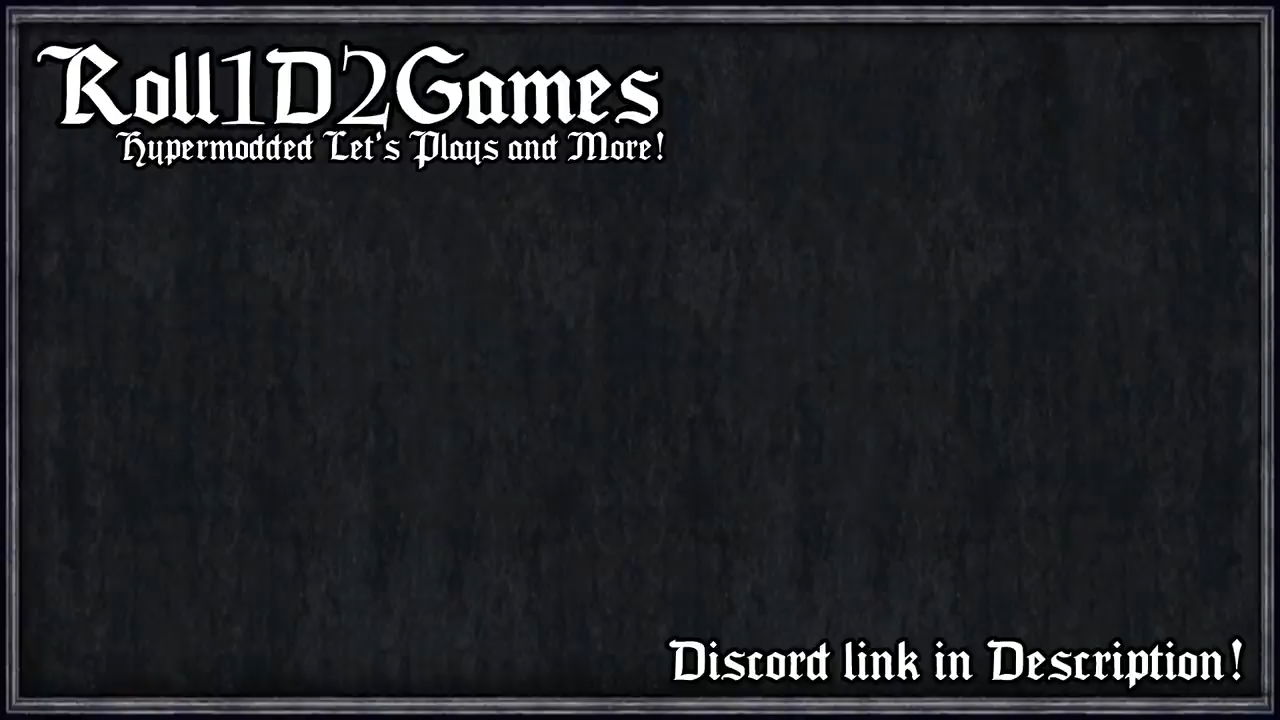 Roll1D2Games
Hypermodded Let's Plays and More!
Discord link in Description!